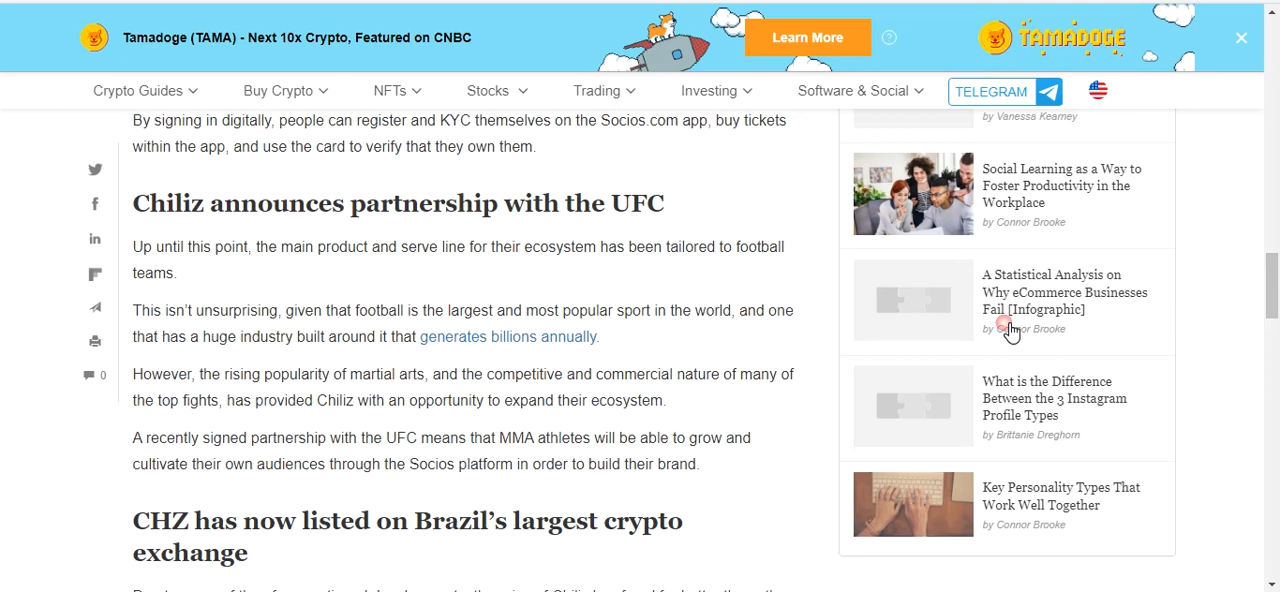 Tamadoge (TAMA) - Next 10x Crypto, Featured on CNBC
Learn More
TAMADOGE
Crypto Guides
Buy Crypto
NFTs
Stocks
Trading
Investing
Software & Social
TELEGRAM
By signing in digitally, people can register and KYC themselves on the Socios.com app, buy tickets
within the app, and use the card to verify that they own them.
Chiliz announces partnership with the UFC
Up until this point, the main product and serve line for their ecosystem has been tailored to football
teams.
This isn't unsurprising, given that football is the largest and most popular sport in the world, and one
that has a huge industry built around it that generates billions annually.
However, the rising popularity of martial arts, and the competitive and commercial nature of many of
the top fights, has provided Chiliz with an opportunity to expand their ecosystem.
A recently signed partnership with the UFC means that MMA athletes will be able to grow and
cultivate their own audiences through the Socios platform in order to build their brand.
CHZ has now listed on Brazil's largest crypto
exchange
0
by Vanessa Kearney
Social Learning as a Way to
Foster Productivity in the
Workplace
by Connor Brooke
A Statistical Analysis on
Why eCommerce Businesses
Fail [Infographic]
by Connor Brooke
What is the Difference
Between the 3 Instagram
Profile Types
by Brittanie Dreghorn
Key Personality Types That
Work Well Together
by Connor Brooke